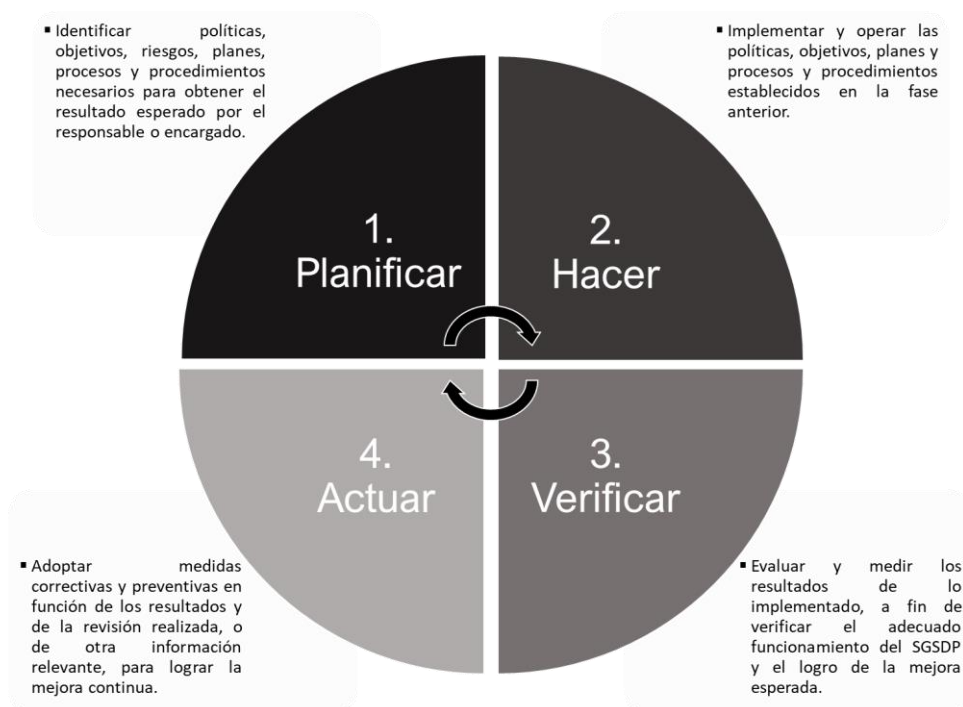 ▪ Identificar políticas,
objetivos, riesgos, planes,
procesos y procedimientos
necesarios para obtener el
resultado esperado por el
responsable o encargado.
▪ Implementar y operar las
políticas, objetivos, planes y
procesos y procedimientos
establecidos en la fase
anterior.
1.
Planificar
2.
Hacer
4.
Actuar
3.
Verificar
▪ Adoptar medidas
correctivas y preventivas en
función de los resultados y
de la revisión realizada, o
de otra información
relevante, para lograr la
mejora continua.
▪ Evaluar y medir los
resultados de lo
implementado, a fin de
verificar el adecuado
funcionamiento del SGSDP
y el logro de la mejora
esperada.